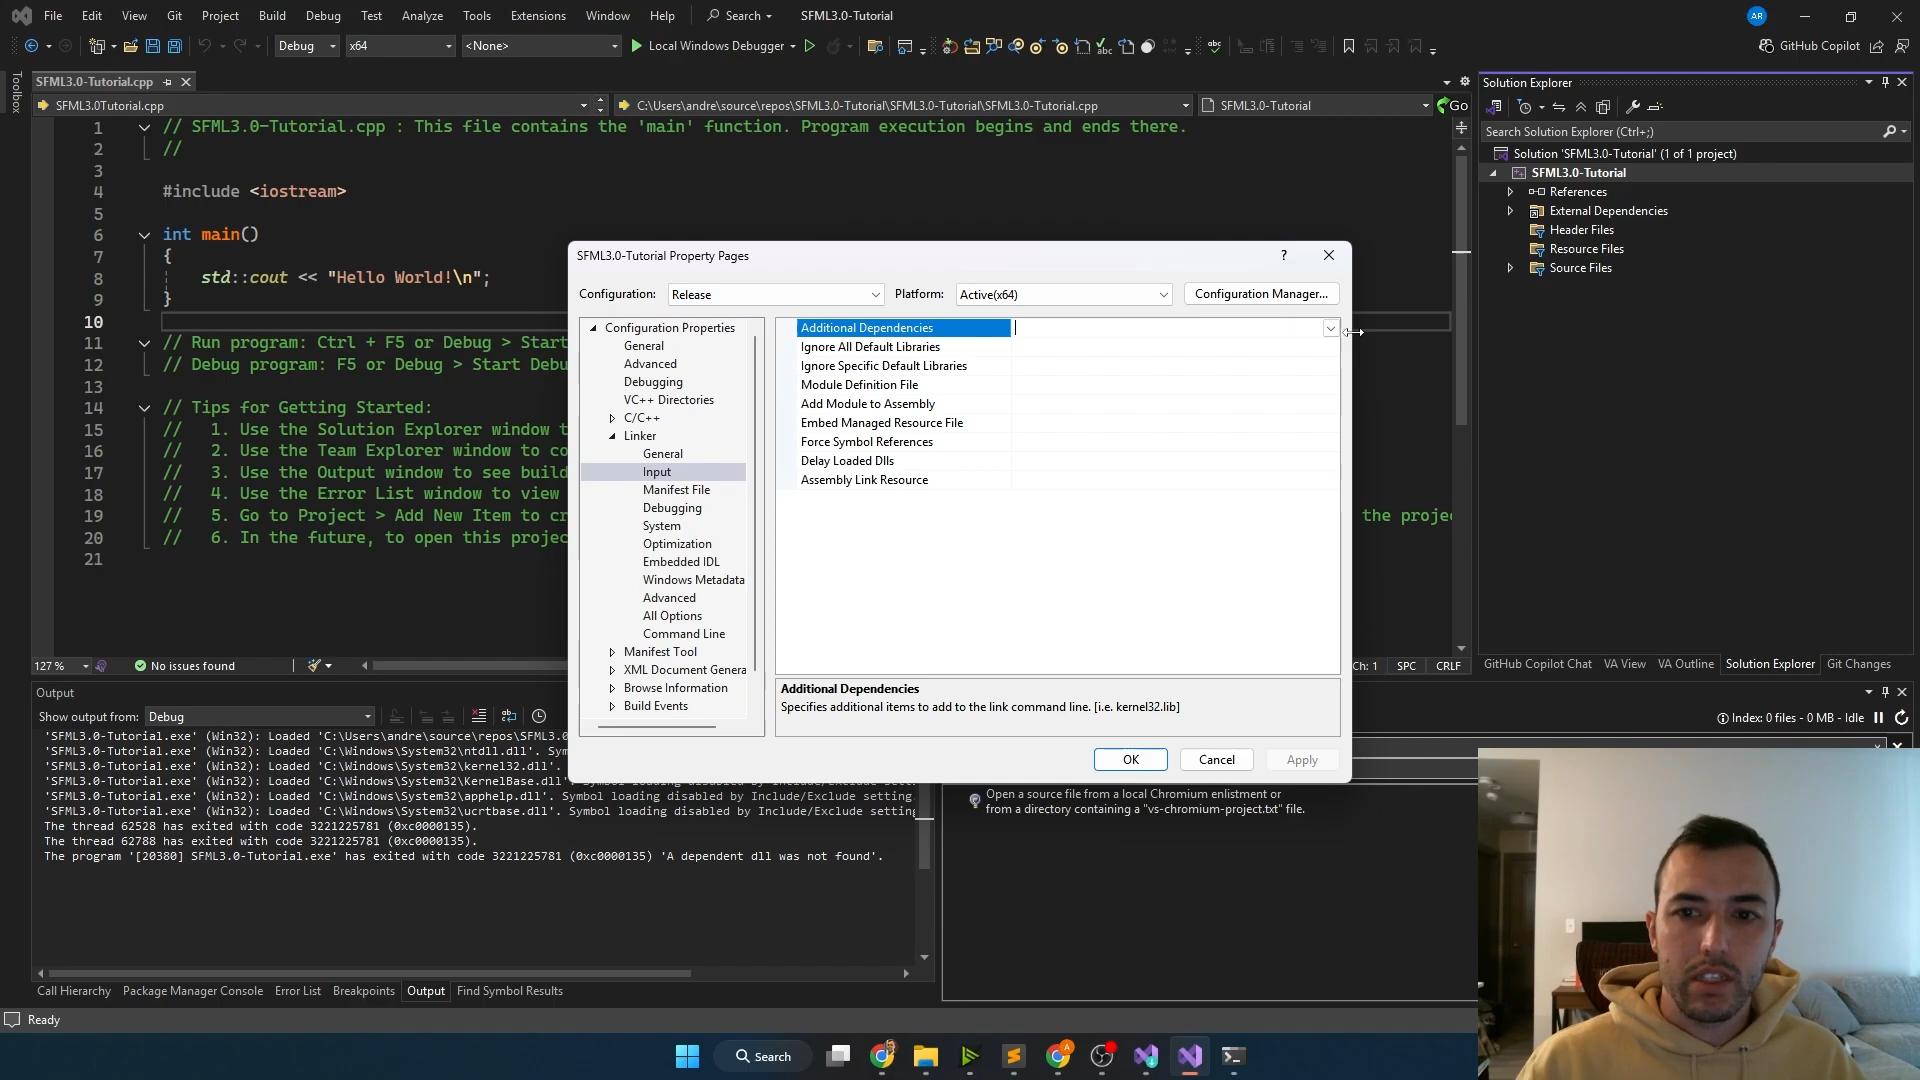 File Edit View Git Project Build Debug Test Analyze Tools Extensions Window Help Search SFML3.0-Tutorial AR
Debug x64 <None> Local Windows Debugger GitHub Copilot
Toolbox
SFML3.0-Tutorial.cpp
SFML3.0Tutorial.cpp C:\Users\andre\source\repos\SFML3.0-Tutorial\SFML3.0-Tutorial\SFML3.0-Tutorial.cpp SFML3.0-Tutorial Go
1 // SFML3.0-Tutorial.cpp : This file contains the 'main' function. Program execution begins and ends there.
2 //
3
4 #include <iostream>
5
6 int main()
7 {
8 std::cout << "Hello World!\n";
9 }
10
11 // Run program: Ctrl + F5 or Debug > Start
12 // Debug program: F5 or Debug > Start Debu
13
14 // Tips for Getting Started:
15 // 1. Use the Solution Explorer window t
16 // 2. Use the Team Explorer window to co
17 // 3. Use the Output window to see build
18 // 4. Use the Error List window to view
19 // 5. Go to Project > Add New Item to cr the projec
20 // 6. In the future, to open this projec
21
127 % No issues found Ch: 1 SPC CRLF
SFML3.0-Tutorial Property Pages ?
Configuration: Release Platform: Active(x64) Configuration Manager...
Configuration Properties
General
Advanced
Debugging
VC++ Directories
C/C++
Linker
General
Input
Manifest File
Debugging
System
Optimization
Embedded IDL
Windows Metadata
Advanced
All Options
Command Line
Manifest Tool
XML Document Genera
Browse Information
Build Events
Additional Dependencies
Ignore All Default Libraries
Ignore Specific Default Libraries
Module Definition File
Add Module to Assembly
Embed Managed Resource File
Force Symbol References
Delay Loaded Dlls
Assembly Link Resource
Additional Dependencies
Specifies additional items to add to the link command line. [i.e. kernel32.lib]
OK Cancel Apply
Solution Explorer
Search Solution Explorer (Ctrl+;)
Solution 'SFML3.0-Tutorial' (1 of 1 project)
SFML3.0-Tutorial
References
External Dependencies
Header Files
Resource Files
Source Files
GitHub Copilot Chat VA View VA Outline Solution Explorer Git Changes
Output
Show output from: Debug
'SFML3.0-Tutorial.exe' (Win32): Loaded 'C:\Users\andre\source\repos\SFML3.0
'SFML3.0-Tutorial.exe' (Win32): Loaded 'C:\Windows\System32\ntdll.dll'. Sym
'SFML3.0-Tutorial.exe' (Win32): Loaded 'C:\Windows\System32\kernel32.dll'.
'SFML3.0-Tutorial.exe' (Win32): Loaded 'C:\Windows\System32\KernelBase.dll'. Symbol loading disabled by Include/Exclude sett
'SFML3.0-Tutorial.exe' (Win32): Loaded 'C:\Windows\System32\apphelp.dll'. Symbol loading disabled by Include/Exclude setting
'SFML3.0-Tutorial.exe' (Win32): Loaded 'C:\Windows\System32\ucrtbase.dll'. Symbol loading disabled by Include/Exclude settin
The thread 62528 has exited with code 3221225781 (0xc0000135).
The thread 62788 has exited with code 3221225781 (0xc0000135).
The program '[20380] SFML3.0-Tutorial.exe' has exited with code 3221225781 (0xc0000135) 'A dependent dll was not found'.
Index: 0 files - 0 MB - Idle
Open a source file from a local Chromium enlistment or
from a directory containing a "vs-chromium-project.txt" file.
Call Hierarchy Package Manager Console Error List Breakpoints Output Find Symbol Results
Ready
Search